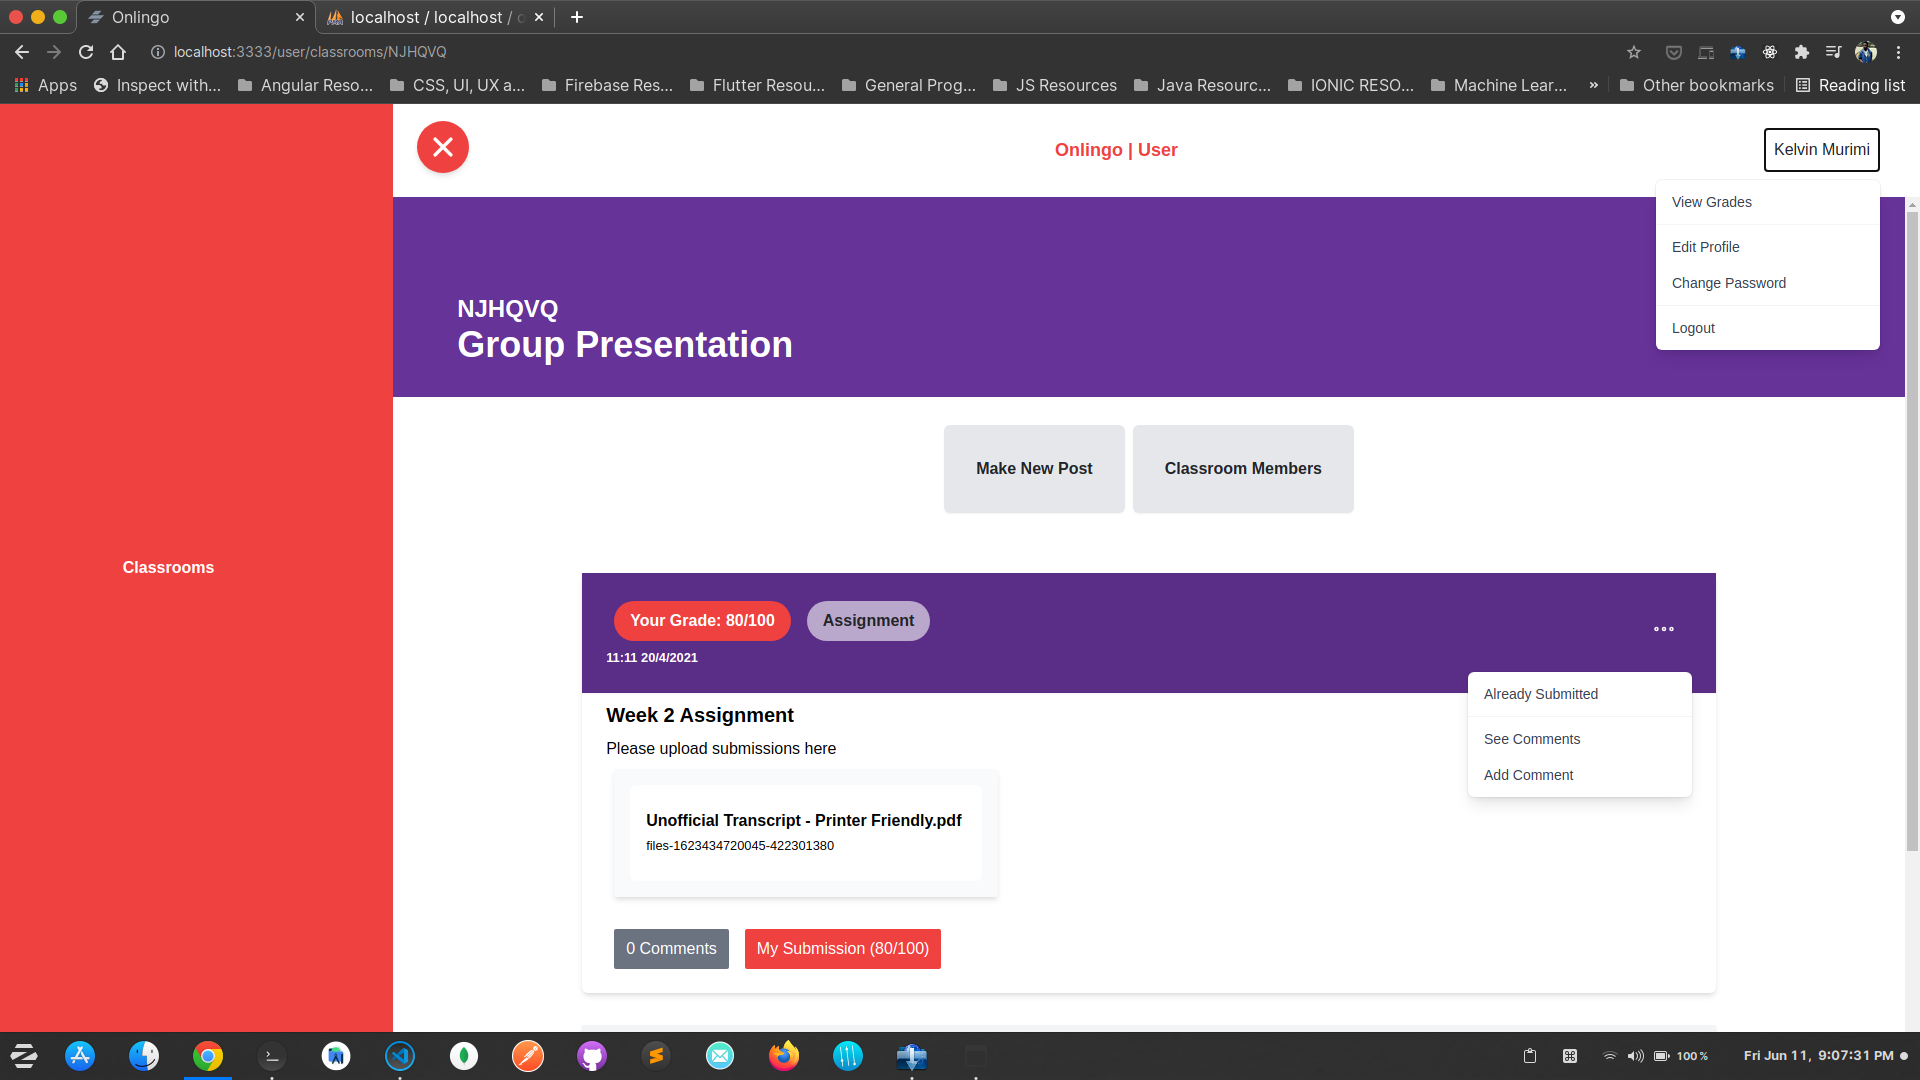 Onlingo
localhost / localhost / o
localhost:3333/user/classrooms/NJHQVQ
Apps
Inspect with...
Angular Reso...
CSS, UI, UX a...
Firebase Res...
Flutter Resou...
General Prog...
JS Resources
Java Resourc...
IONIC RESO...
Machine Lear...
»
Other bookmarks
Reading list
Onlingo | User
Kelvin Murimi
View Grades
Edit Profile
Change Password
Logout
NJHQVQ
Group Presentation
Make New Post
Classroom Members
Classrooms
Your Grade: 80/100
Assignment
11:11 20/4/2021
Already Submitted
See Comments
Add Comment
Week 2 Assignment
Please upload submissions here
Unofficial Transcript - Printer Friendly.pdf
files-1623434720045-422301380
0 Comments
My Submission (80/100)
100 %
Fri Jun 11, 9:07:31 PM